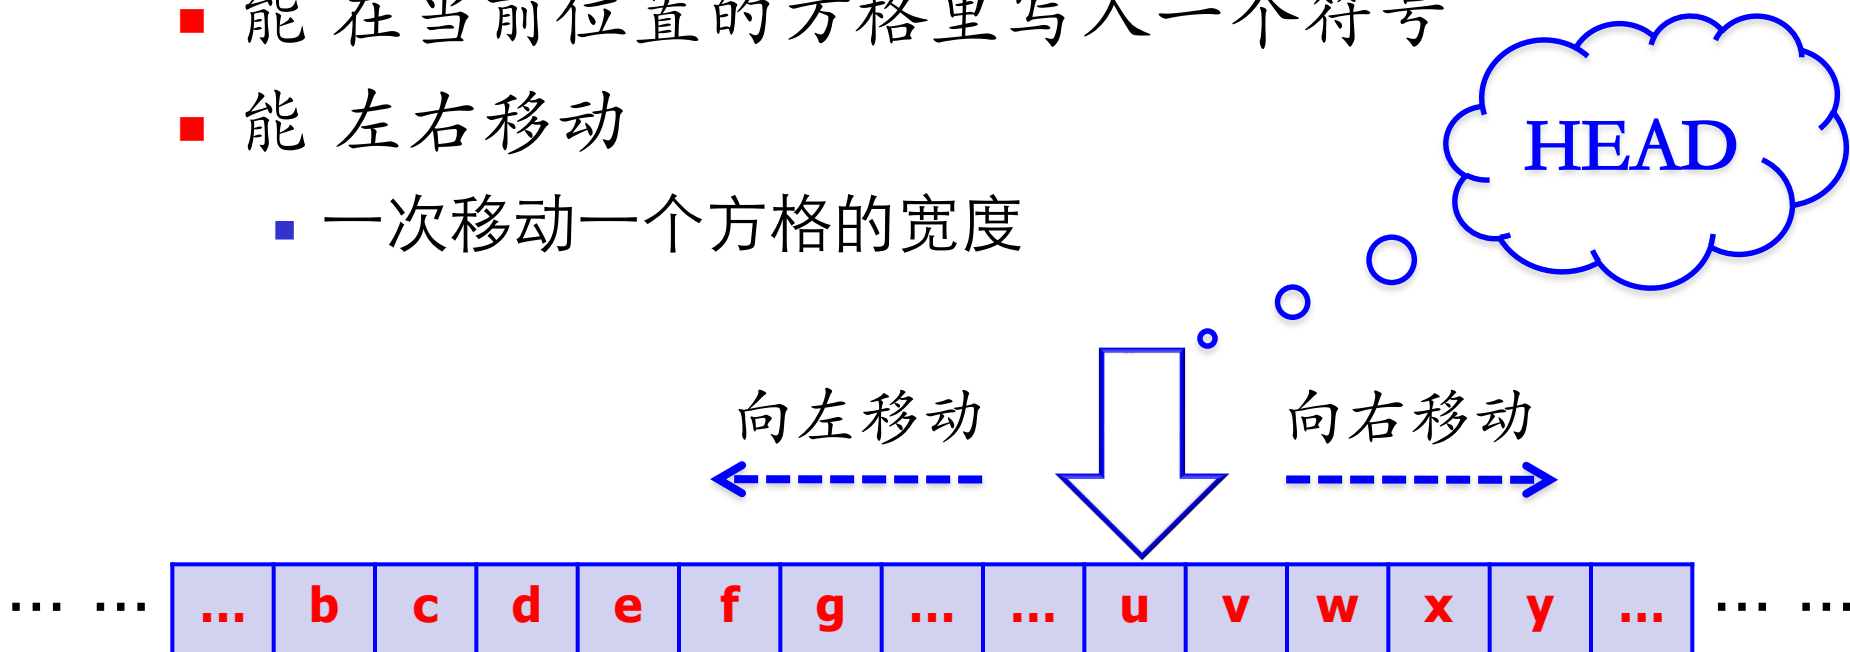 能 在当前位置的方格里写入一个符号
能 左右移动
一次移动一个方格的宽度
HEAD
向左移动 向右移动
... ... ... b c d e f g ... ... u v w x y ... ... ...